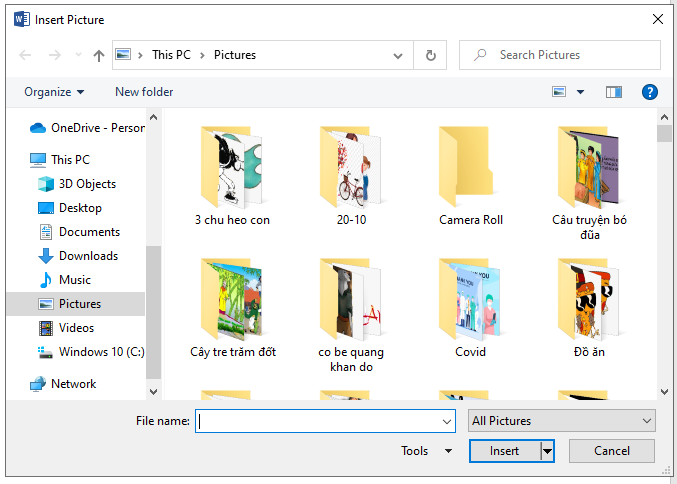 Insert Picture
This PC
Pictures
Search Pictures
Organize
New folder
OneDrive - Person
This PC
3D Objects
Desktop
Documents
Downloads
Music
Pictures
Videos
Windows 10 (C:)
Network
3 chu heo con
20-10
Camera Roll
Câu truyện bó
đũa
Cây tre trăm đốt
co be quang
khan do
Covid
Đồ ăn
File name:
All Pictures
Tools
Insert
Cancel